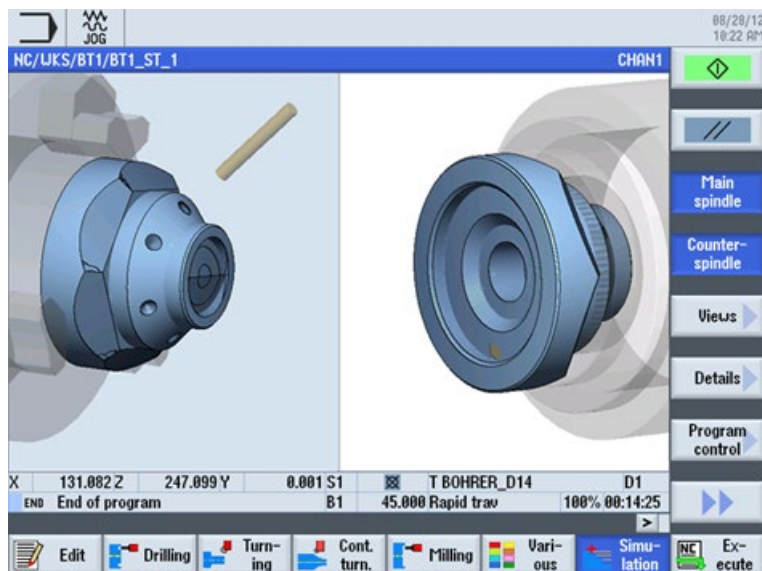 08/28/12
10:22 AM
JOG
NC/WKS/BT1/BT1_ST_1 CHAN1
Main
spindle
Counter-
spindle
Views
Details
Program
control
X 131.082 Z 247.099 Y 0.001 S1 T BOHRER_D14 D1
END End of program B1 45.000 Rapid trav 100% 00:14:25
>
Edit
Drilling
Turn-
ing
Cont.
turn.
Milling
Vari-
ous
Simu-
lation
NC
Ex-
ecute